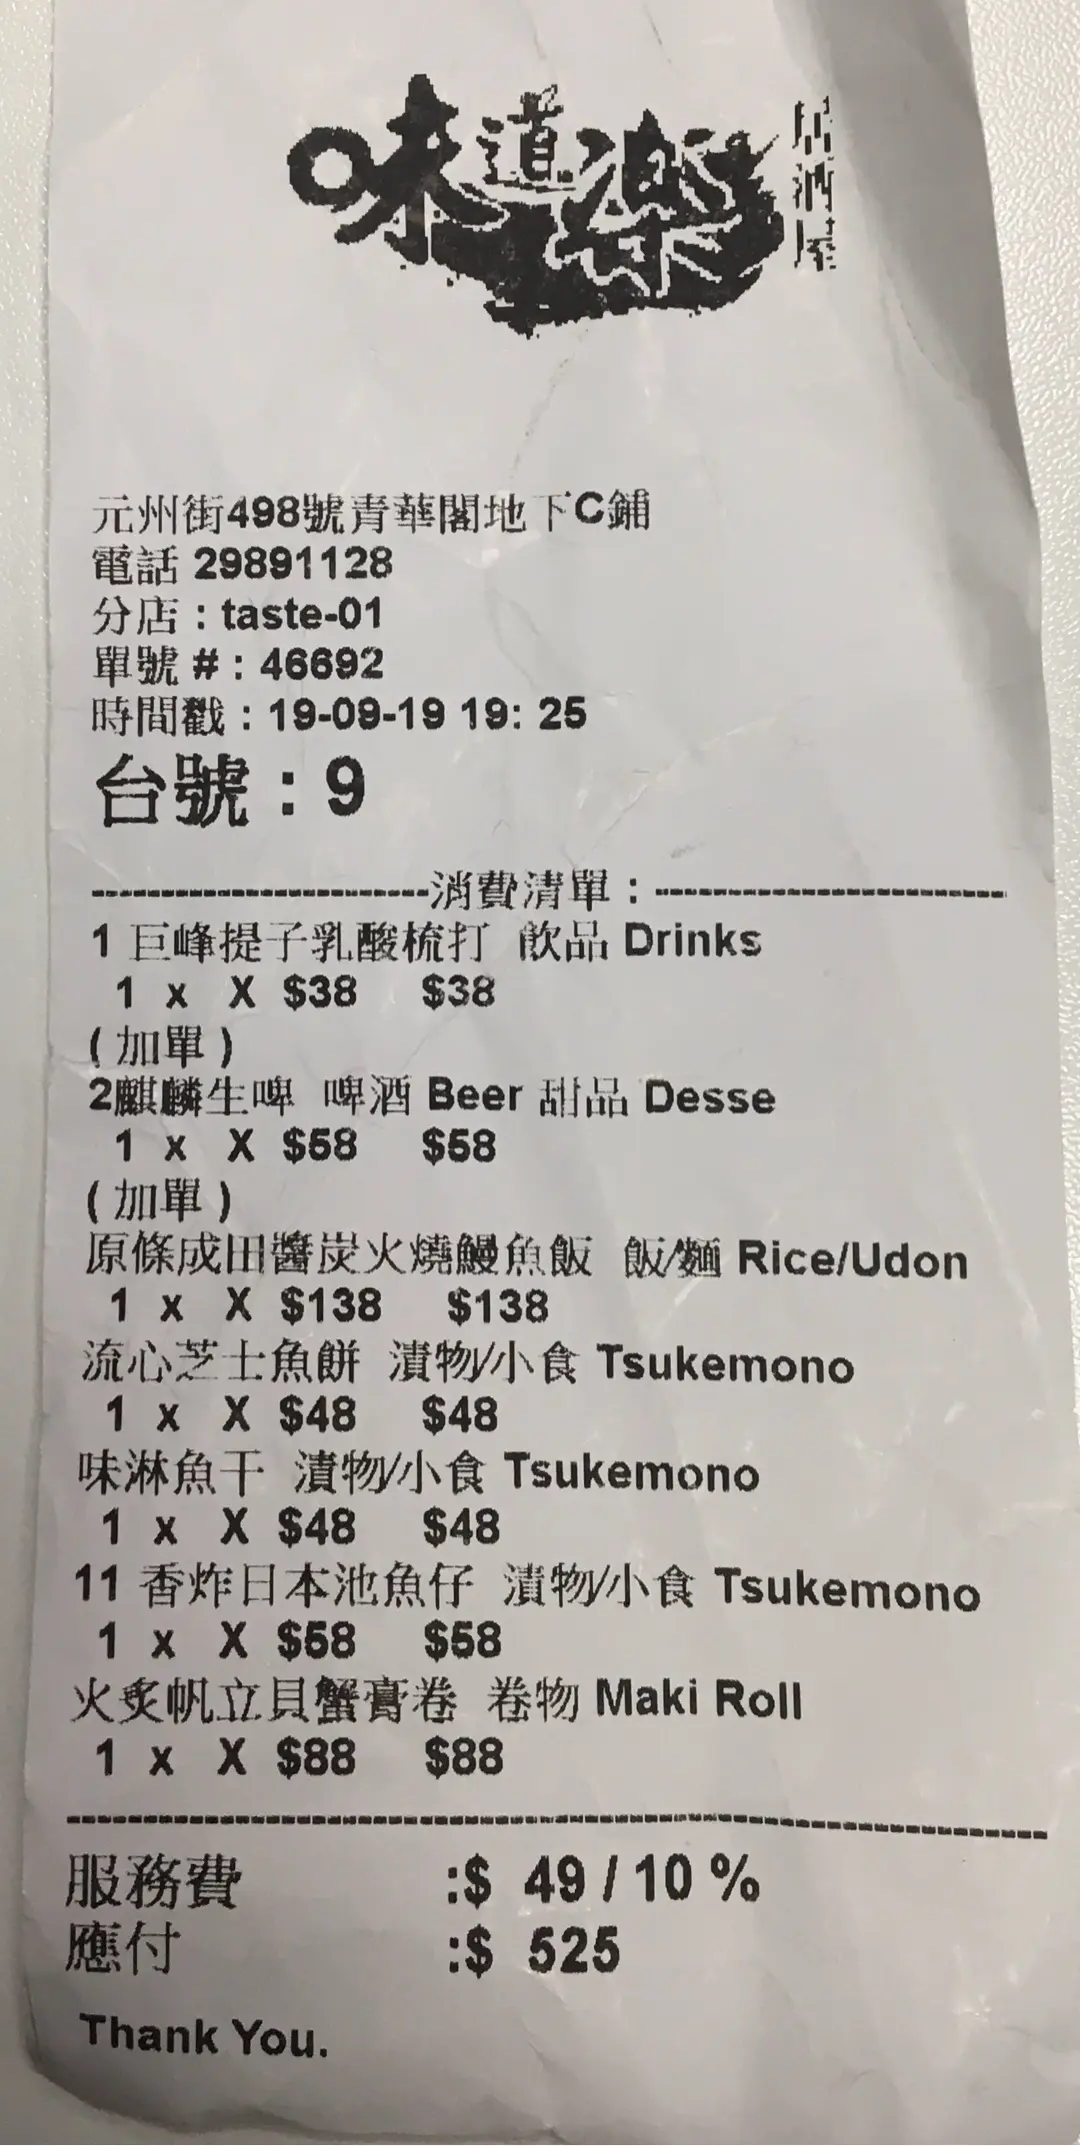 味道樂
居酒屋
元州街498號青華閣地下C鋪
電話 29891128
分店 : taste-01
單號 # : 46692
時間戳 : 19-09-19 19: 25
台號 : 9
-----------------------消費清單 : ------------------------
1 巨峰提子乳酸梳打 飲品 Drinks
1 x X $38 $38
( 加單 )
2麒麟生啤 啤酒 Beer 甜品 Desse
1 x X $58 $58
( 加單 )
原條成田醬炭火燒鰻魚飯 飯/麵 Rice/Udon
1 x X $138 $138
流心芝士魚餅 漬物/小食 Tsukemono
1 x X $48 $48
味淋魚干 漬物/小食 Tsukemono
1 x X $48 $48
11 香炸日本池魚仔 漬物/小食 Tsukemono
1 x X $58 $58
火炙帆立貝蟹膏卷 卷物 Maki Roll
1 x X $88 $88
服務費 :$ 49 / 10 %
應付 :$ 525
Thank You.